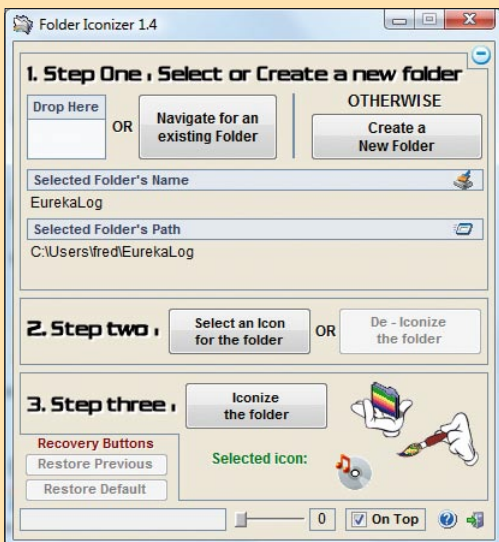 Folder Iconizer 1.4
1. Step One : Select or Create a new folder
Drop Here
OR
Navigate for an
existing Folder
OTHERWISE
Create a
New Folder
Selected Folder's Name
EurekaLog
Selected Folder's Path
C:\Users\fred\EurekaLog
2. Step two :
Select an Icon
for the folder
OR
De - Iconize
the folder
3. Step three :
Iconize
the folder
Recovery Buttons
Restore Previous
Restore Default
Selected icon:
0
On Top